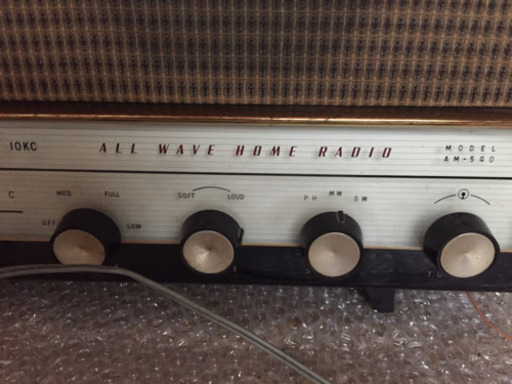 10KC ALL WAVE HOME RADIO MODEL
AM-540
C
MED. FULL SOFT LOUD PH MW SW
OFF LOW